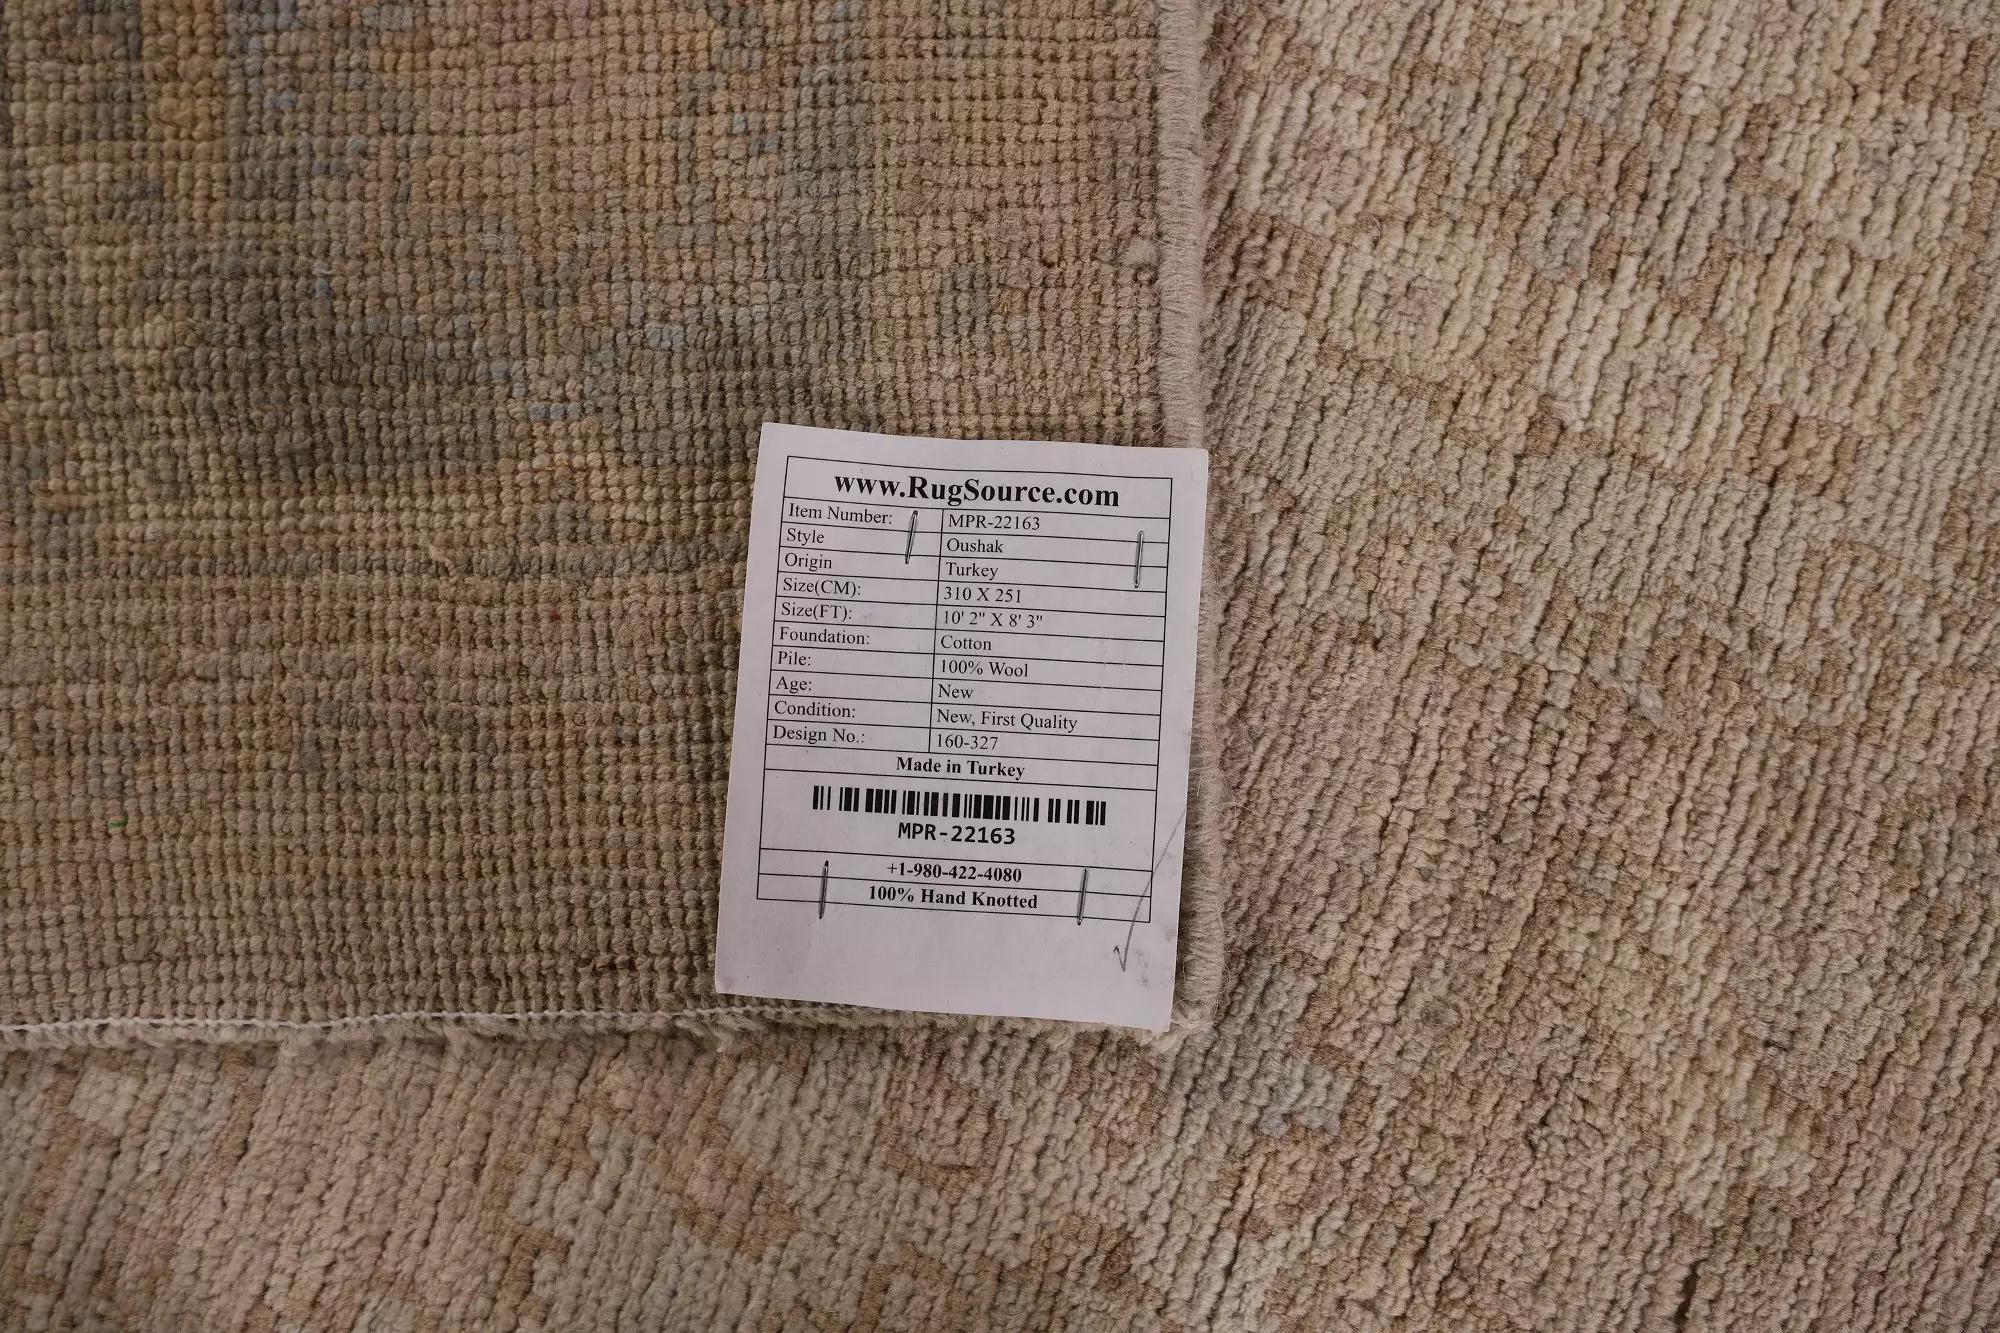 www.RugSource.com
Item Number: MPR-22163
Style Oushak
Origin Turkey
Size(CM): 310 X 251
Size(FT): 10' 2" X 8' 3"
Foundation: Cotton
Pile: 100% Wool
Age: New
Condition: New, First Quality
Design No.: 160-327
Made in Turkey
MPR-22163
+1-980-422-4080
100% Hand Knotted